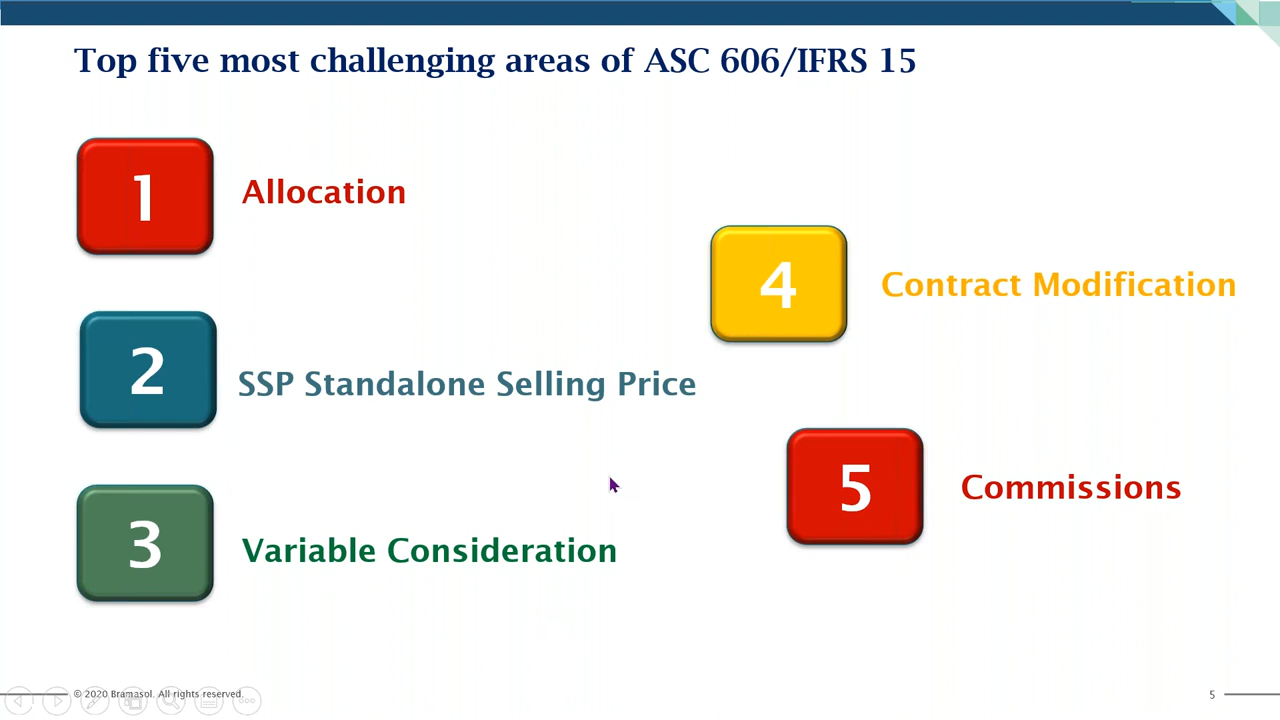 Top five most challenging areas of ASC 606/IFRS 15
1
Allocation
2
SSP Standalone Selling Price
3
Variable Consideration
4
Contract Modification
5
Commissions
© 2020 Bramasol. All rights reserved.
5